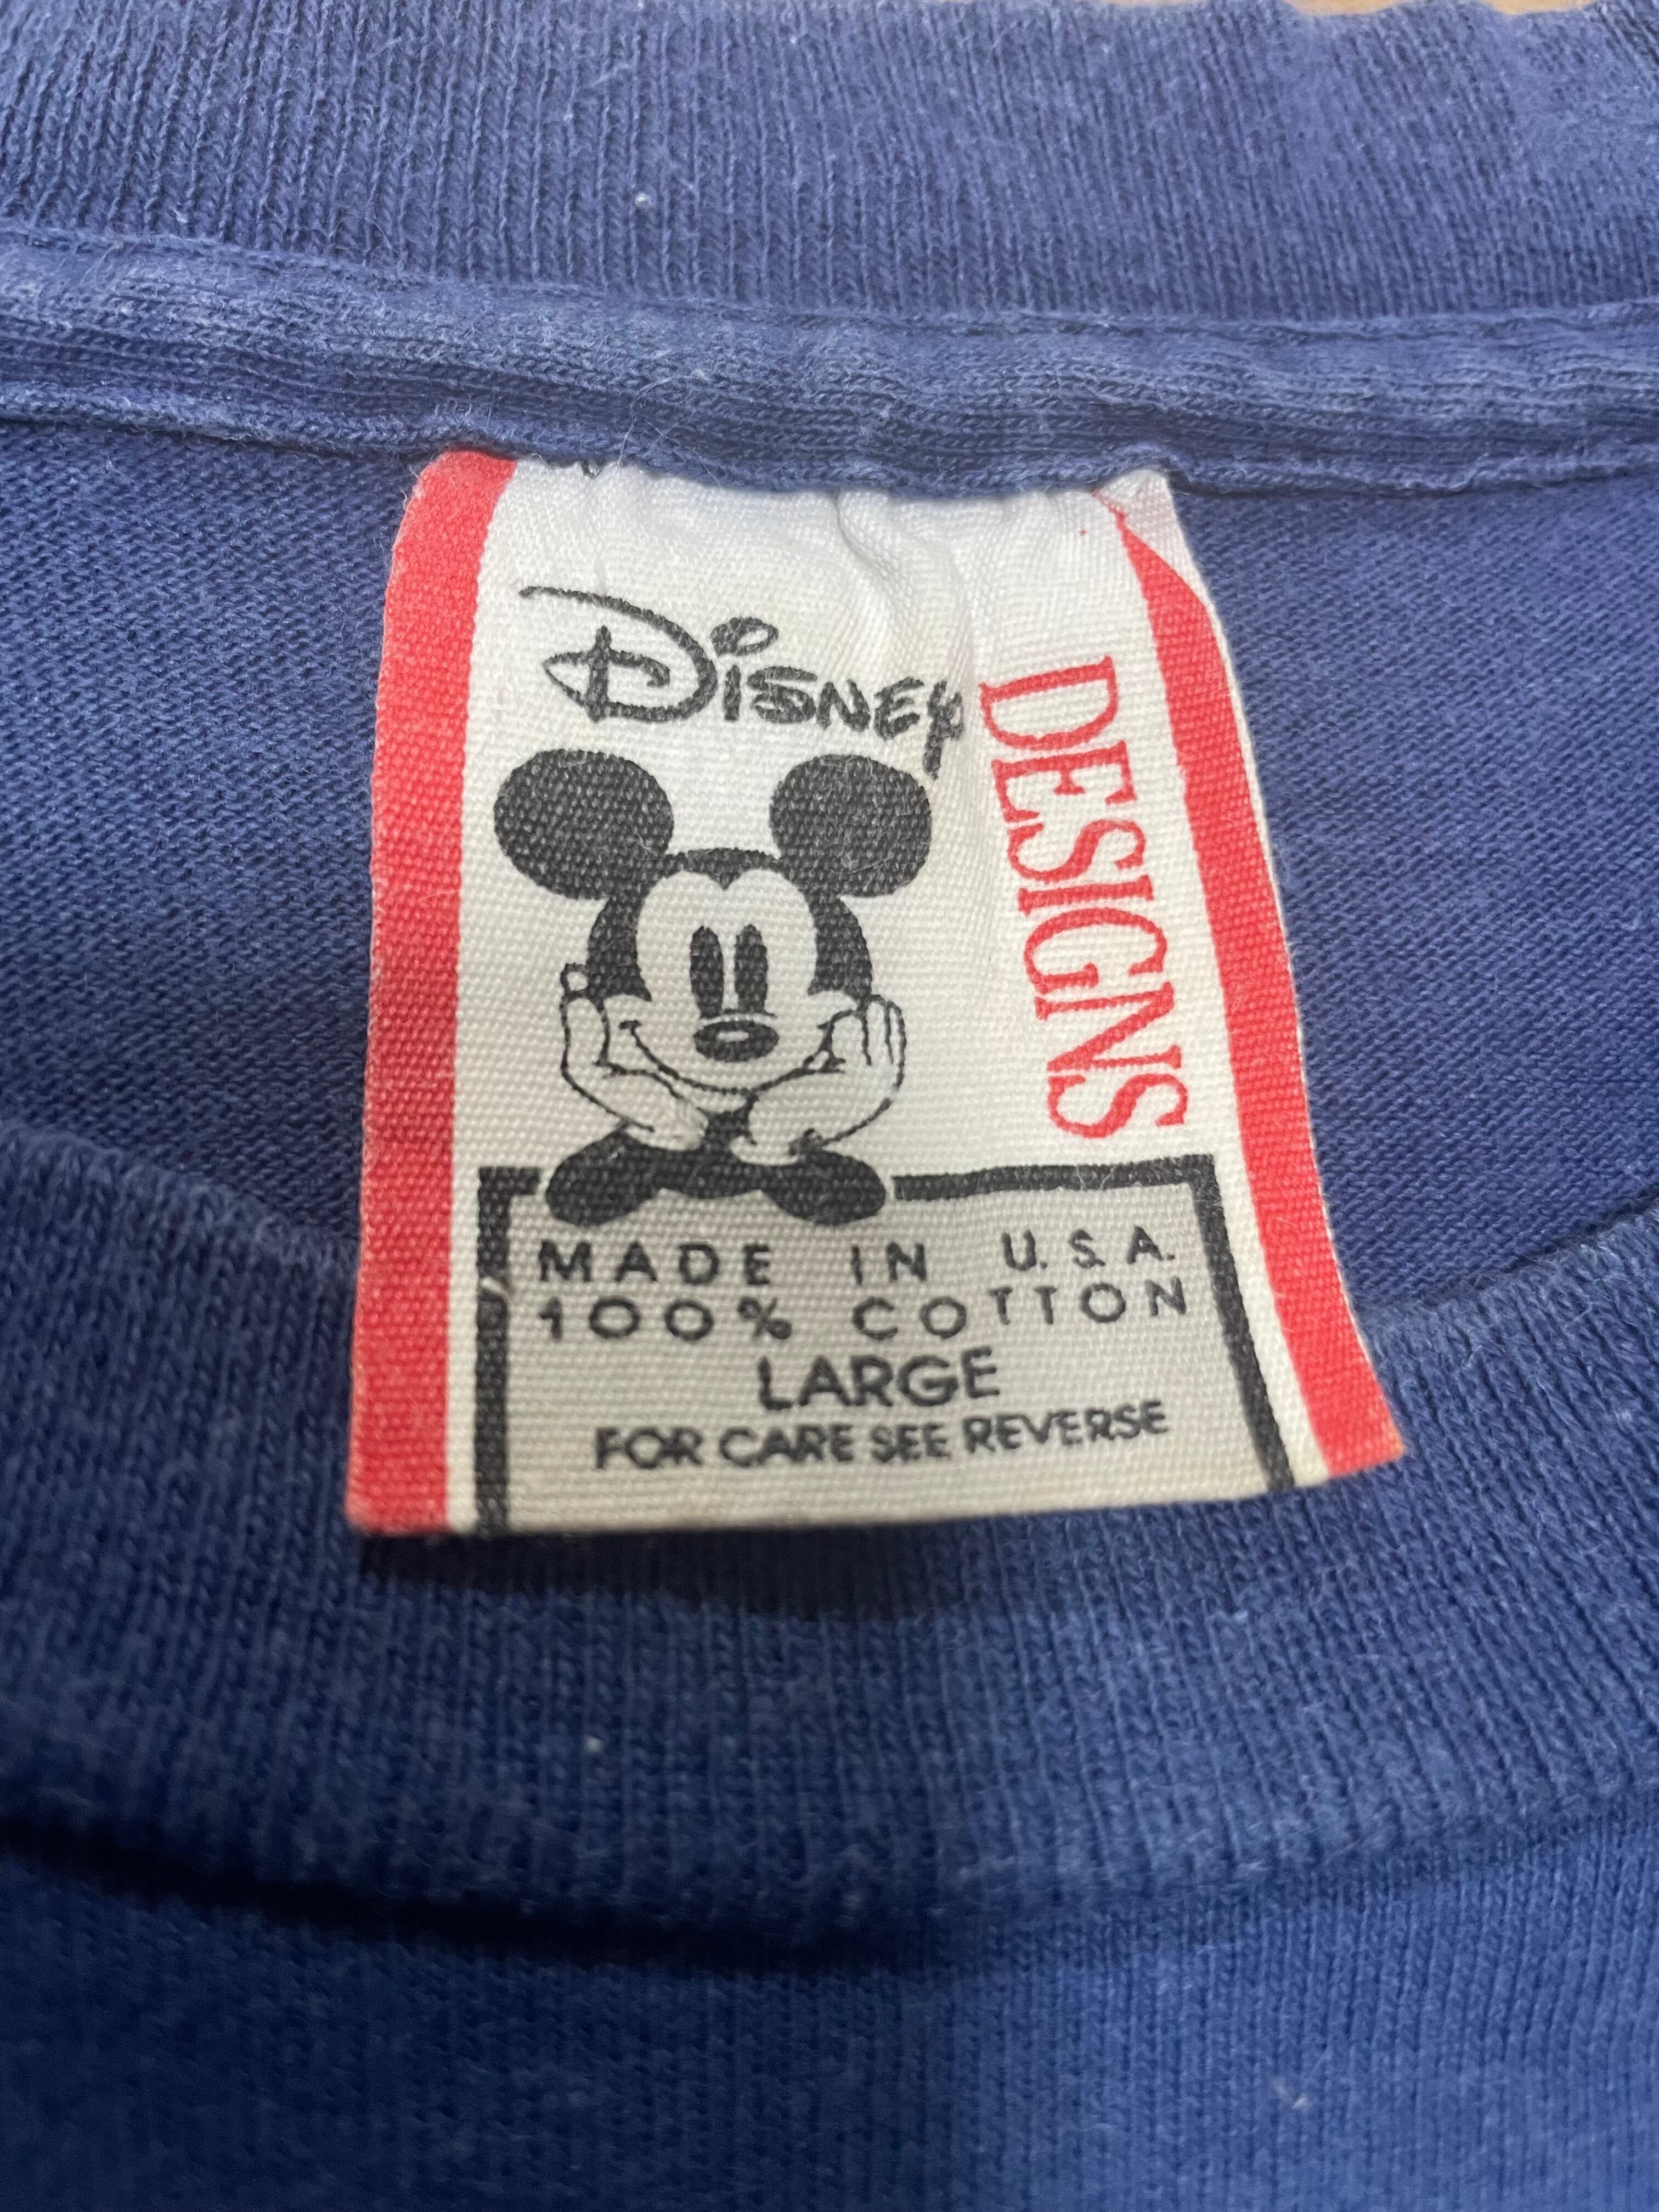 Disney
DESIGNS
MADE IN U.S.A.
100% COTTON
LARGE
FOR CARE SEE REVERSE